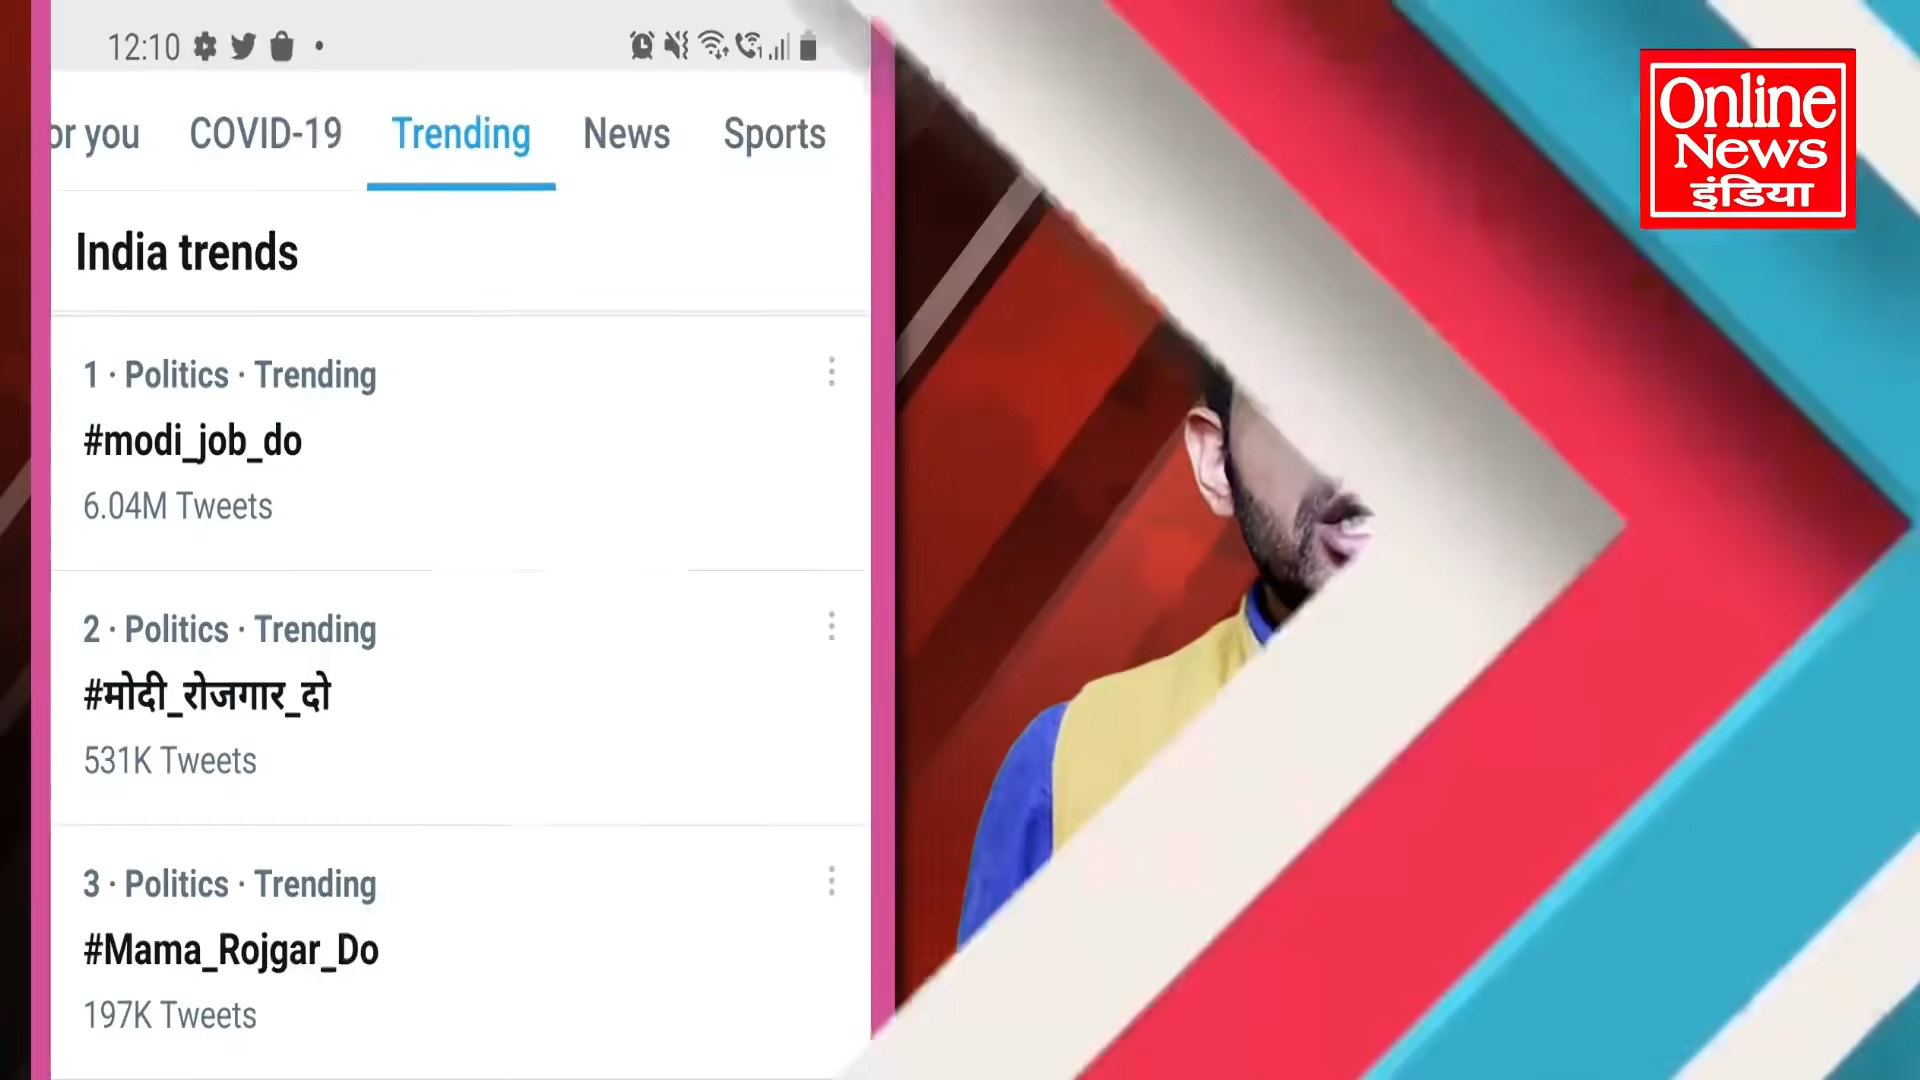 12:10
or you COVID-19 Trending News Sports
India trends
1 · Politics · Trending
#modi_job_do
6.04M Tweets
2 · Politics · Trending
#मोदी_रोजगार_दो
531K Tweets
3 · Politics · Trending
#Mama_Rojgar_Do
197K Tweets
Online
News
इंडिया